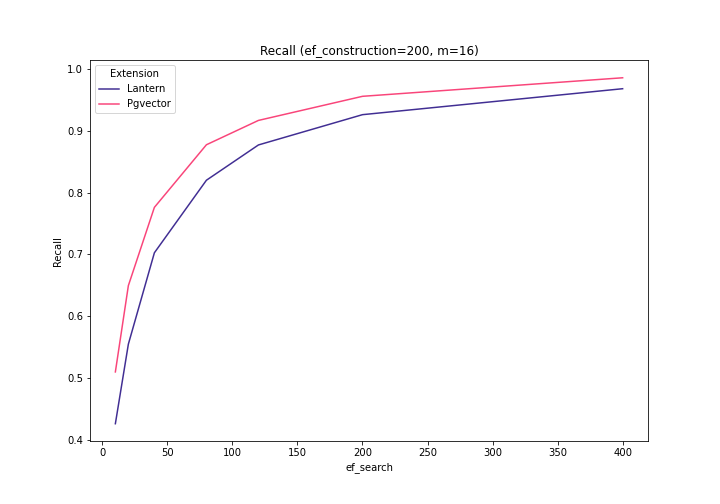 Recall (ef_construction=200, m=16)
Extension
Lantern
Pgvector
1.0
0.9
0.8
0.7
0.6
0.5
0.4
Recall
0
50
100
150
200
250
300
350
400
ef_search